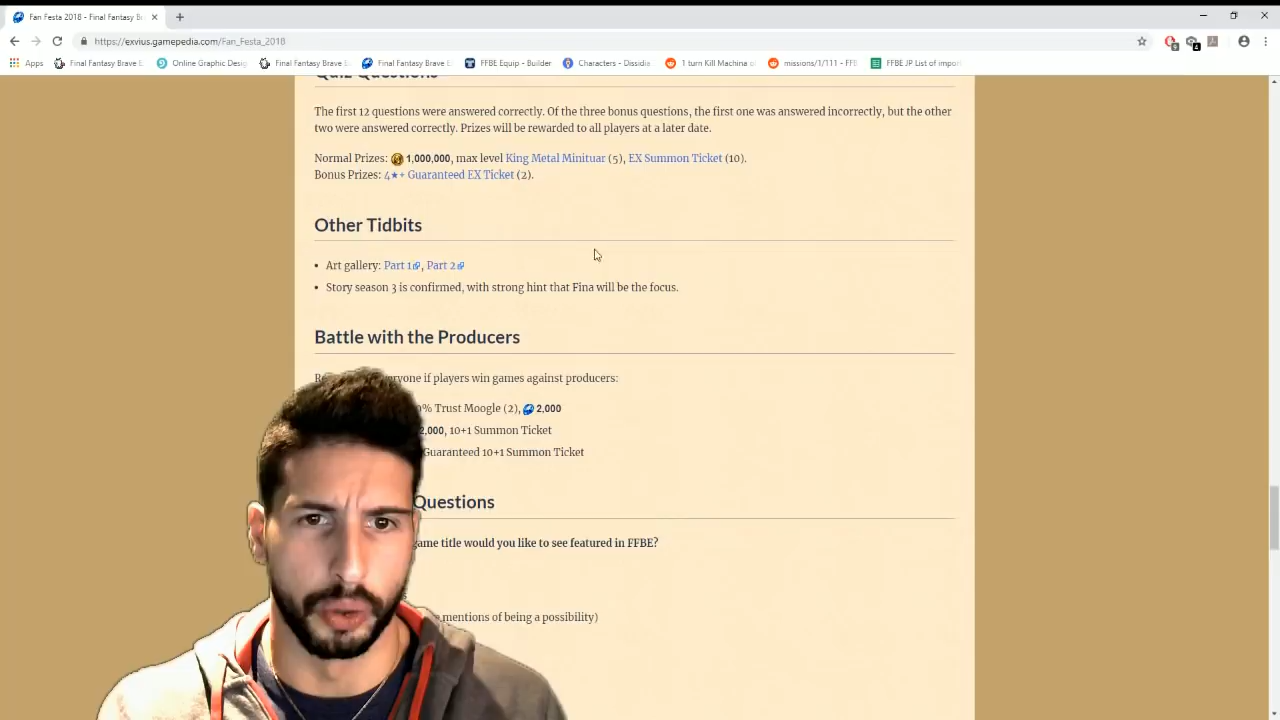 Fan Festa 2018 - Final Fantasy Br
https://exvius.gamepedia.com/Fan_Festa_2018
Apps Final Fantasy Brave E Online Graphic Desig Final Fantasy Brave E Final Fantasy Brave E FFBE Equip - Builder Characters - Dissidia 1 turn Kill Machina o missions/1/111 - FFB FFBE JP List of impor
Quiz Questions
The first 12 questions were answered correctly. Of the three bonus questions, the first one was answered incorrectly, but the other
two were answered correctly. Prizes will be rewarded to all players at a later date.
Normal Prizes: 1,000,000, max level King Metal Minituar (5), EX Summon Ticket (10).
Bonus Prizes: 4★+ Guaranteed EX Ticket (2).
Other Tidbits
• Art gallery: Part 1, Part 2
• Story season 3 is confirmed, with strong hint that Fina will be the focus.
Battle with the Producers
if players win games against producers:
% Trust Moogle (2), 2,000
2,000, 10+1 Summon Ticket
Guaranteed 10+1 Summon Ticket
Questions
game title would you like to see featured in FFBE?
mentions of being a possibility)